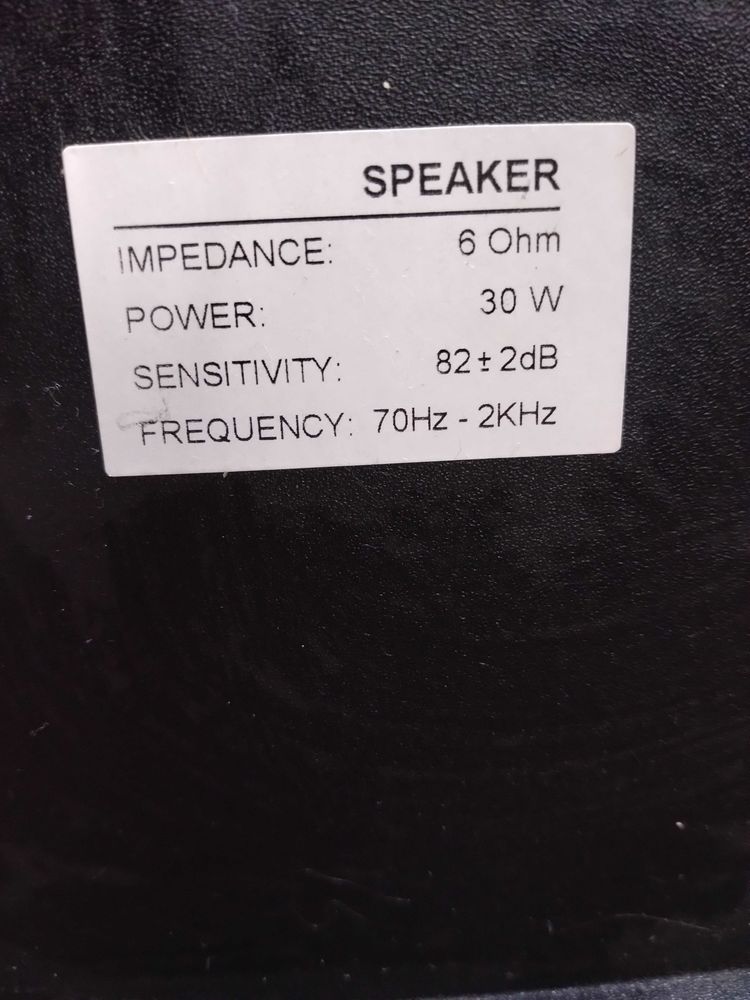 SPEAKER
IMPEDANCE: 6 Ohm
POWER: 30 W
SENSITIVITY: 82±2dB
FREQUENCY: 70Hz - 2KHz